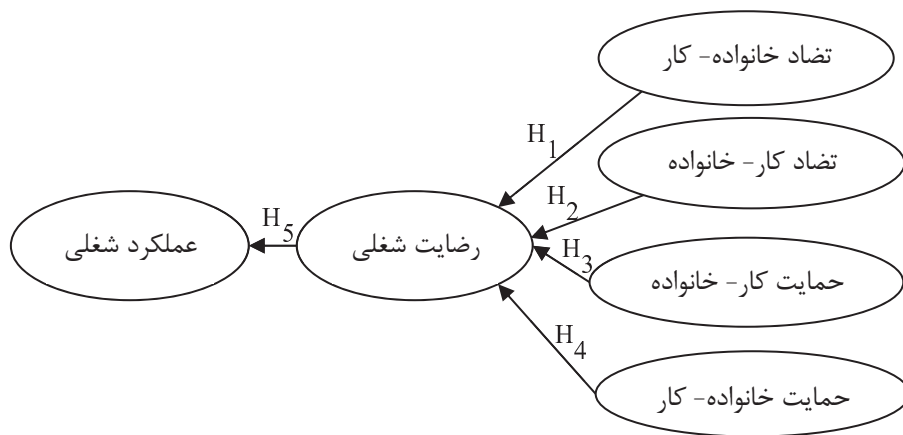 تضاد خانواده- کار
H1
تضاد کار- خانواده
H2
حمایت کار- خانواده
H3
حمایت خانواده- کار
H4
رضایت شغلی
H5
عملکرد شغلی